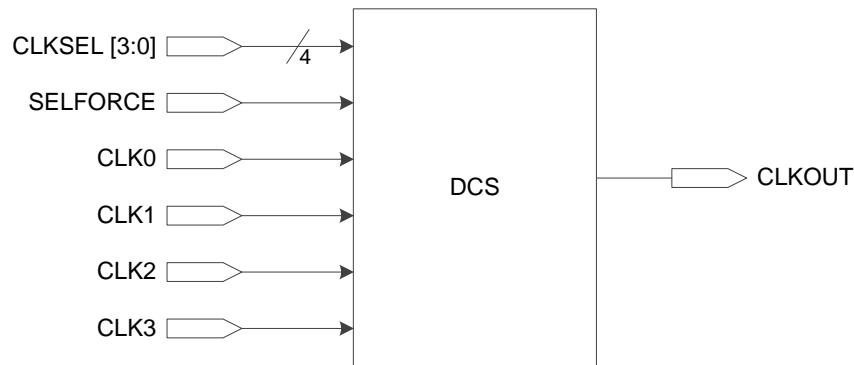 CLKSEL [3:0]
4
SELFORCE
CLK0
CLK1
CLK2
CLK3
DCS
CLKOUT